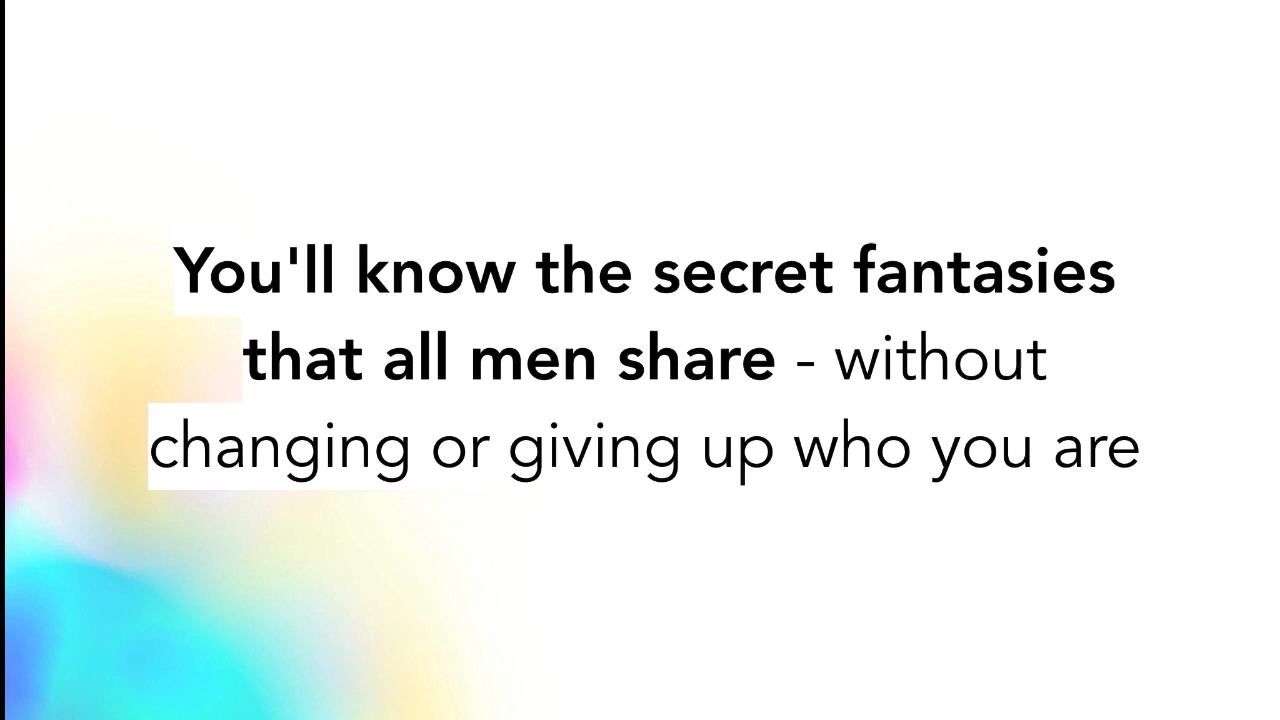 You'll know the secret fantasies
that all men share - without
changing or giving up who you are